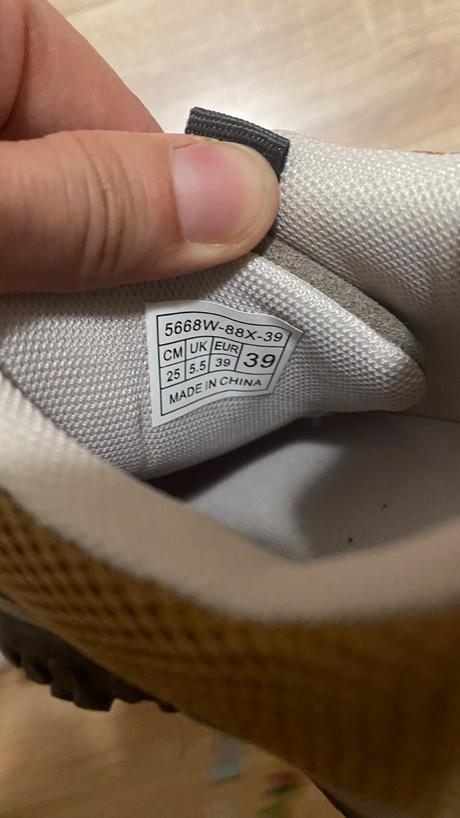 5668W-88X-39
CM UK EUR 39
25 5.5 39
MADE IN CHINA